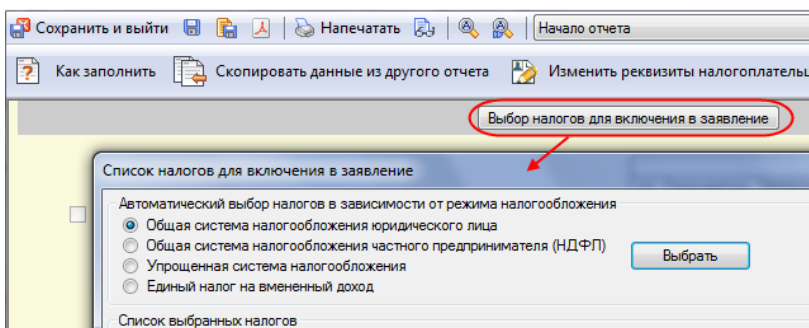 Сохранить и выйти Напечатать Начало отчета
Как заполнить Скопировать данные из другого отчета Изменить реквизиты налогоплательщ
Выбор налогов для включения в заявление
Список налогов для включения в заявление
Автоматический выбор налогов в зависимости от режима налогообложения
Общая система налогообложения юридического лица
Общая система налогообложения частного предпринимателя (НДФЛ)
Выбрать
Упрощенная система налогообложения
Единый налог на вмененный доход
Список выбранных налогов